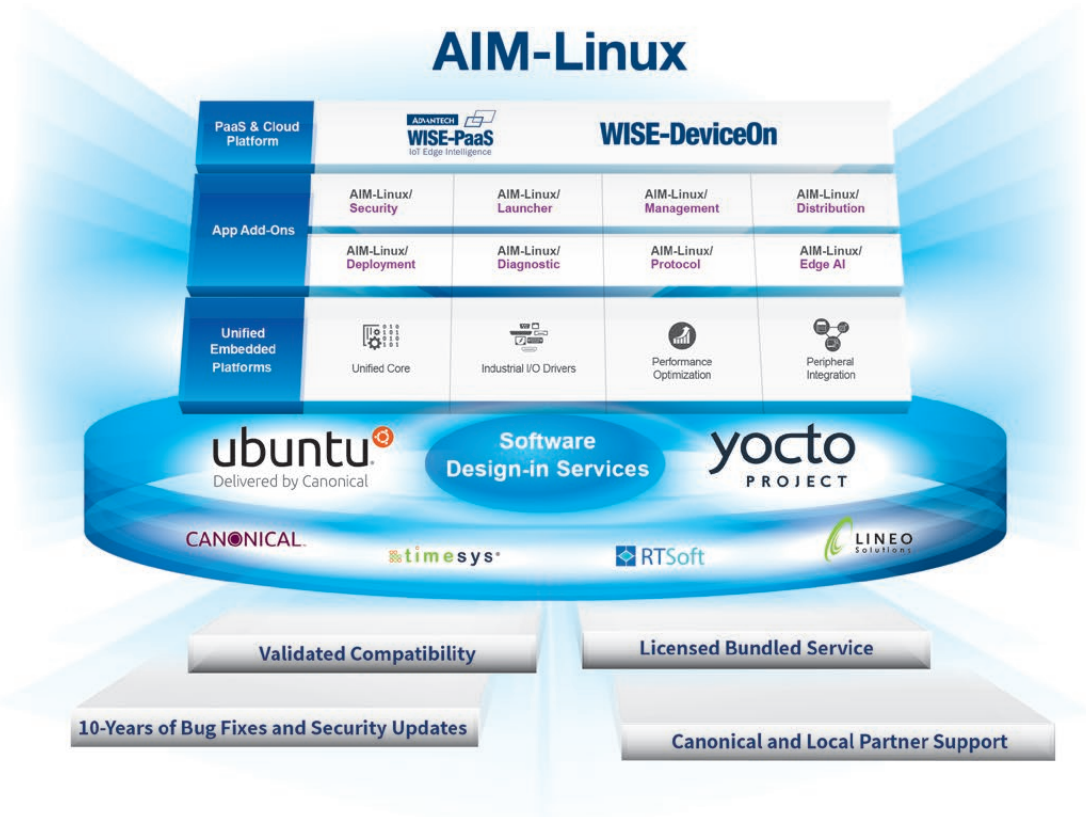 AIM-Linux
PaaS & Cloud
Platform
ADVANTECH
WISE-PaaS
IoT Edge Intelligence
WISE-DeviceOn
App Add-Ons
AIM-Linux/
Security
AIM-Linux/
Launcher
AIM-Linux/
Management
AIM-Linux/
Distribution
AIM-Linux/
Deployment
AIM-Linux/
Diagnostic
AIM-Linux/
Protocol
AIM-Linux/
Edge AI
Unified
Embedded
Platforms
010
101
010
101
Unified Core
Industrial I/O Drivers
Performance
Optimization
Peripheral
Integration
ubuntu
Delivered by Canonical
Software
Design-in Services
yocto
PROJECT
CANONICAL
timesys
RTSoft
LINEO
Solutions
Validated Compatibility
Licensed Bundled Service
10-Years of Bug Fixes and Security Updates
Canonical and Local Partner Support